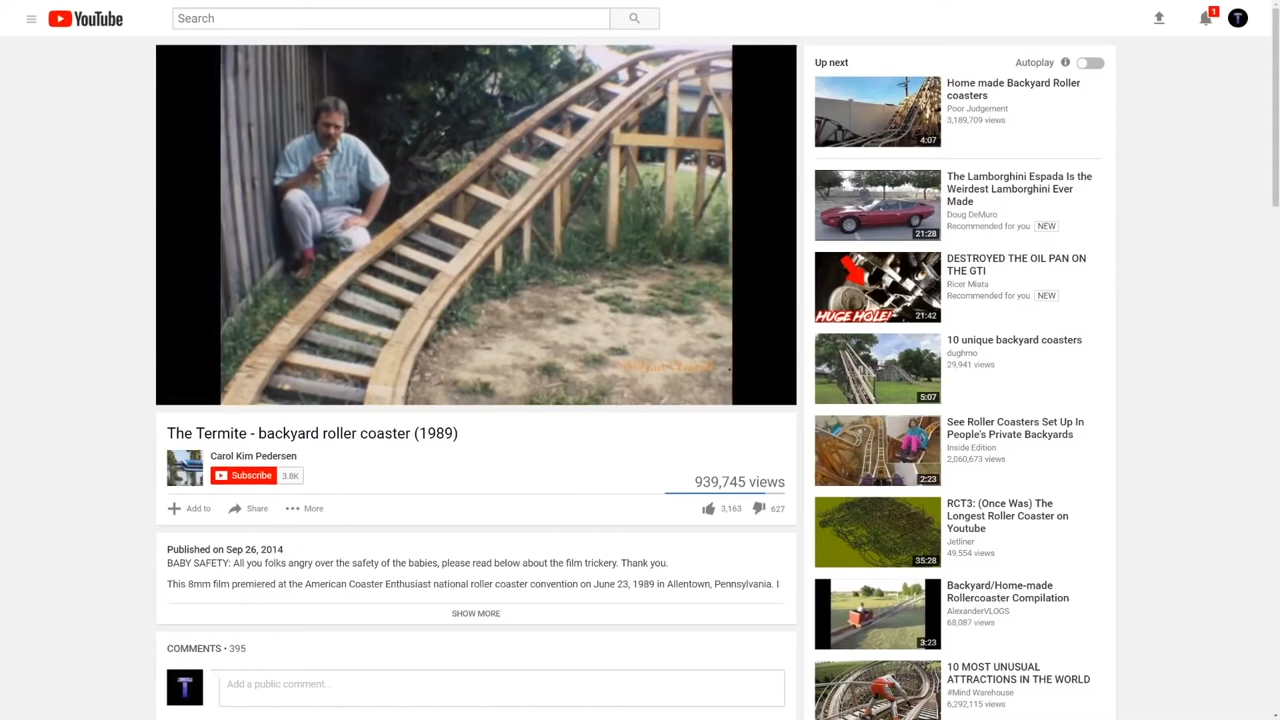 YouTube
Search
1
T
Up next
Autoplay
Home made Backyard Roller
coasters
Poor Judgement
3,189,709 views
4:07
The Lamborghini Espada Is the
Weirdest Lamborghini Ever
Made
Doug DeMuro
Recommended for you NEW
21:28
DESTROYED THE OIL PAN ON
THE GTI
Ricer Miata
Recommended for you NEW
HUGE HOLE!
21:42
10 unique backyard coasters
dughmo
29,941 views
5:07
See Roller Coasters Set Up In
People's Private Backyards
Inside Edition
2,060,673 views
2:23
RCT3: (Once Was) The
Longest Roller Coaster on
Youtube
Jetliner
49,554 views
35:28
Backyard/Home-made
Rollercoaster Compilation
AlexanderVLOGS
68,087 views
3:23
10 MOST UNUSUAL
ATTRACTIONS IN THE WORLD
#Mind Warehouse
6,292,115 views
The Termite - backyard roller coaster (1989)
Carol Kim Pedersen
Subscribe 3.8K
939,745 views
Add to Share More 3,163 627
Published on Sep 26, 2014
BABY SAFETY: All you folks angry over the safety of the babies, please read below about the film trickery. Thank you.
This 8mm film premiered at the American Coaster Enthusiast national roller coaster convention on June 23, 1989 in Allentown, Pennsylvania. I
SHOW MORE
COMMENTS • 395
T
Add a public comment...